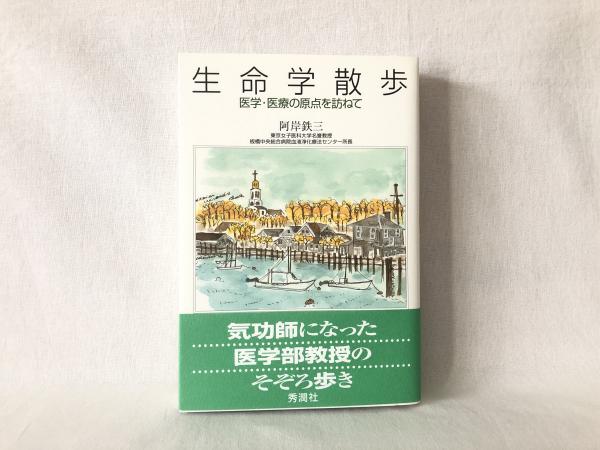 生命学散歩
医学・医療の原点を訪ねて
阿岸鉄三
東京女子医科大学名誉教授
板橋中央総合病院血液浄化療法センター所長
気功師になった
医学部教授の
そぞろ歩き
秀潤社